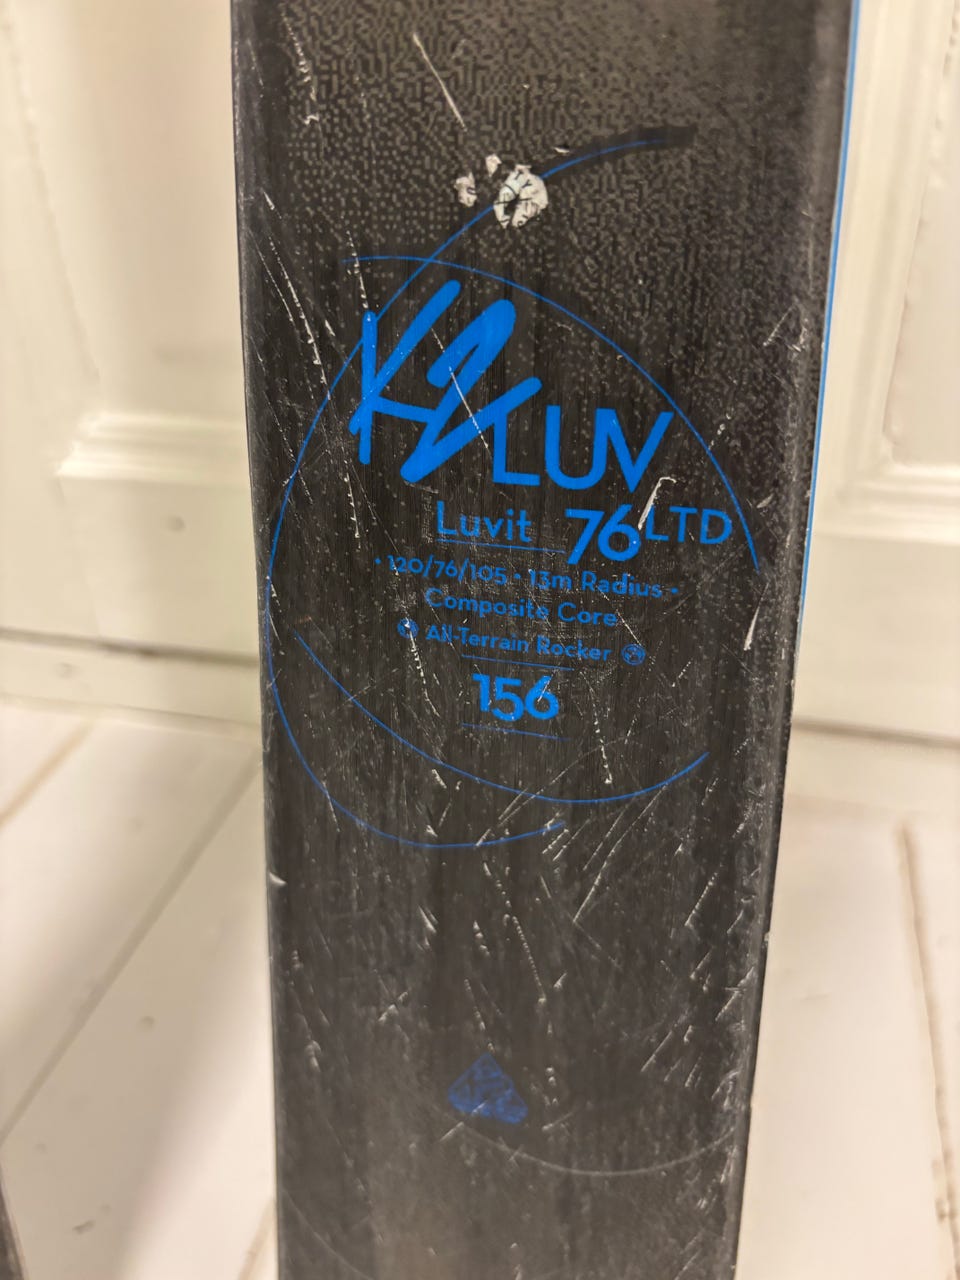 K2 LUV
Luvit 76 LTD
• 120/76/105 • 13m Radius •
Composite Core
All-Terrain Rocker
156